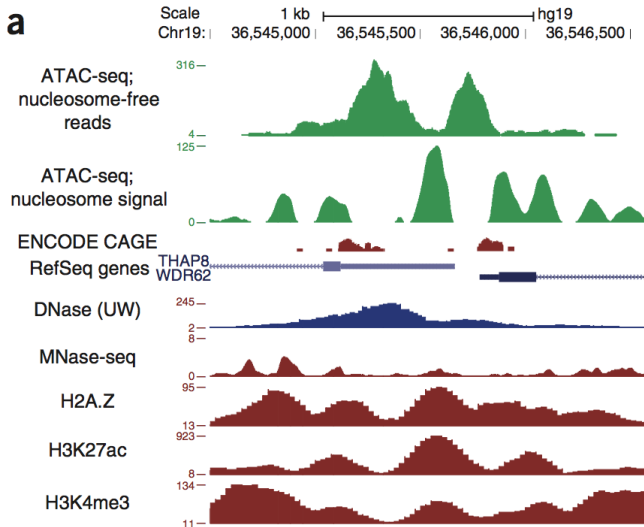 a
Scale 1 kb hg19
Chr19: 36,545,000 36,545,500 36,546,000 36,546,500
316
ATAC-seq;
nucleosome-free
reads
4
125
ATAC-seq;
nucleosome signal
0
ENCODE CAGE
RefSeq genes THAP8
WDR62
245
DNase (UW)
2
8
MNase-seq
0
95
H2A.Z
13
923
H3K27ac
8
134
H3K4me3
11